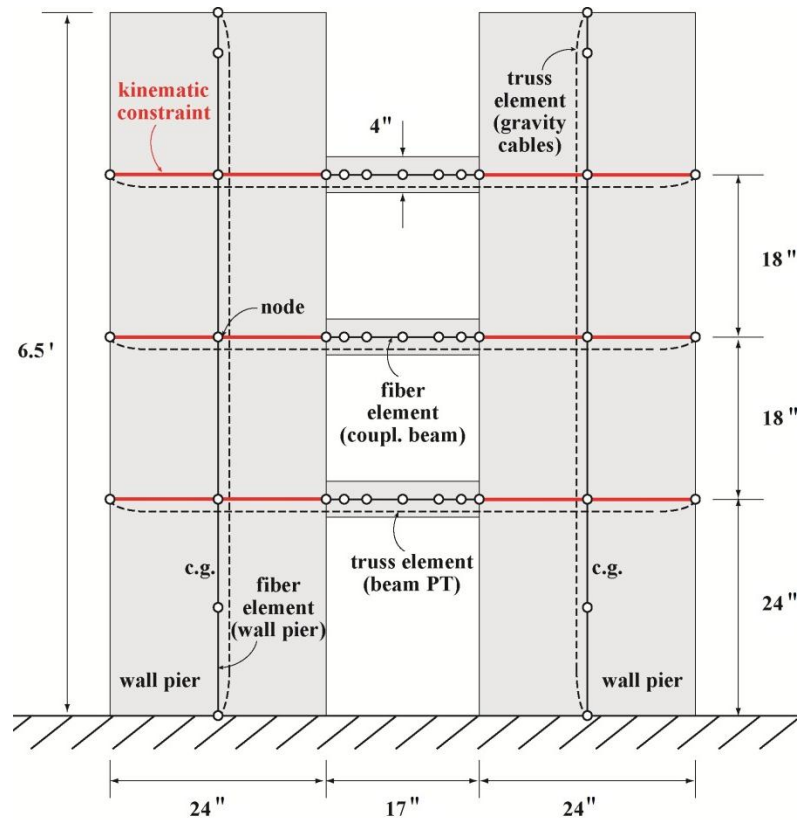 kinematic
constraint
4"
truss
element
(gravity
cables)
18"
node
6.5'
fiber
element
(coupl. beam)
18"
c.g.
fiber
element
(wall pier)
truss element
(beam PT)
c.g.
24"
wall pier
wall pier
24"
17"
24"